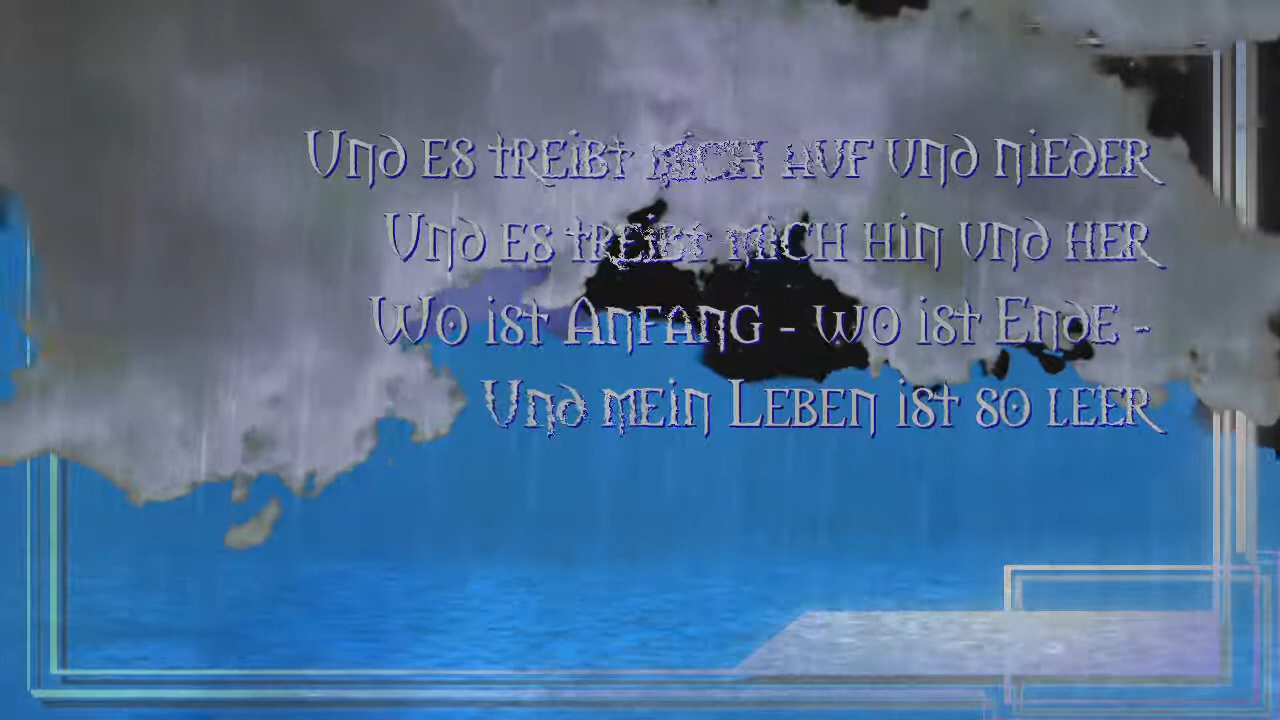 Und es treibt mich auf und nieder
Und es treibt mich hin und her
Wo ist Anfang - wo ist Ende -
Und mein Leben ist so leer